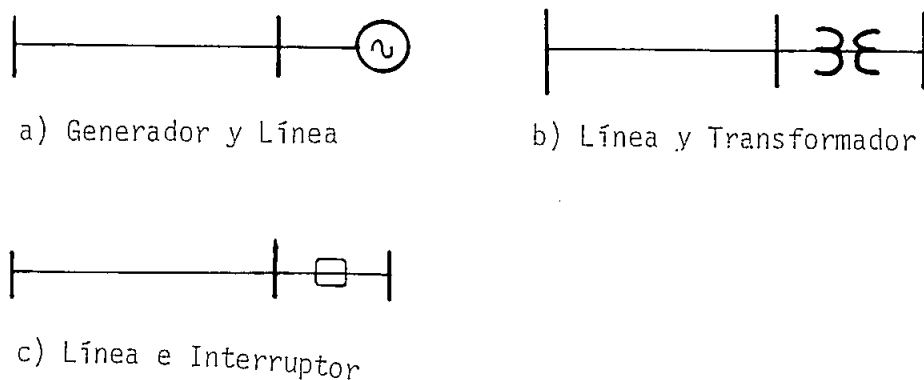 a) Generador y Línea
b) Línea y Transformador
c) Línea e Interruptor